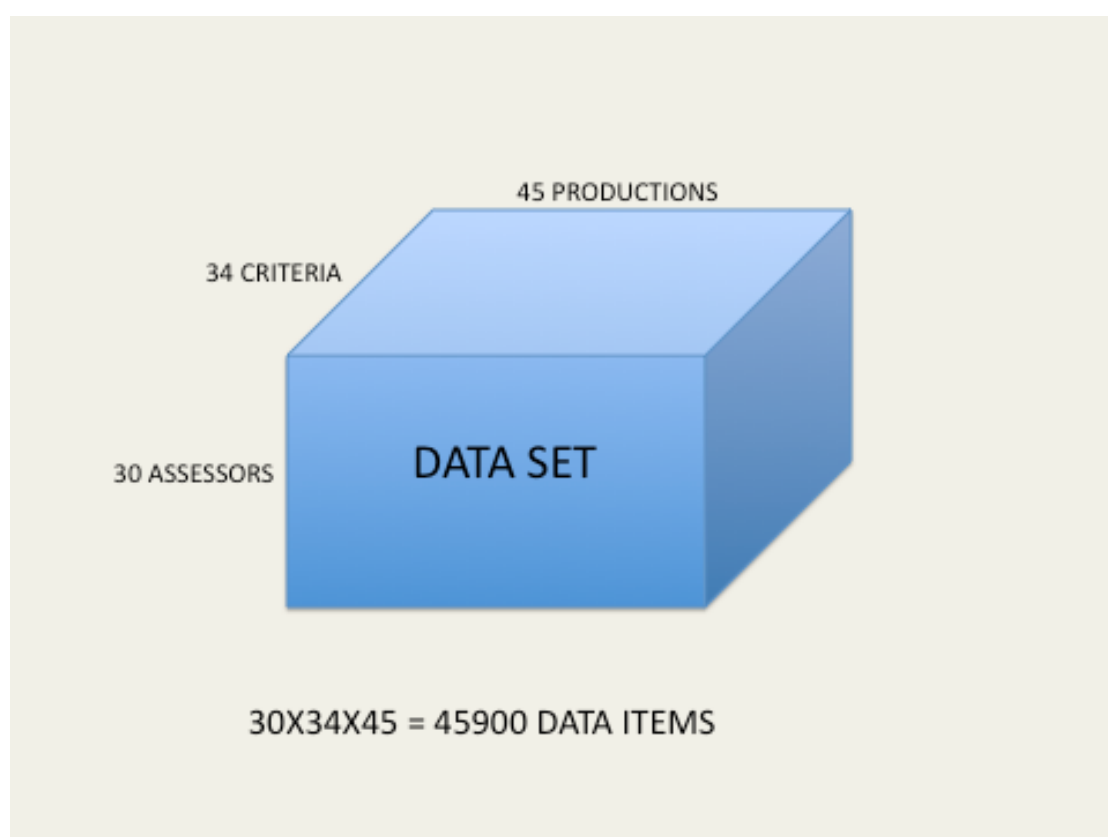 45 PRODUCTIONS
34 CRITERIA
30 ASSESSORS
DATA SET
30X34X45 = 45900 DATA ITEMS